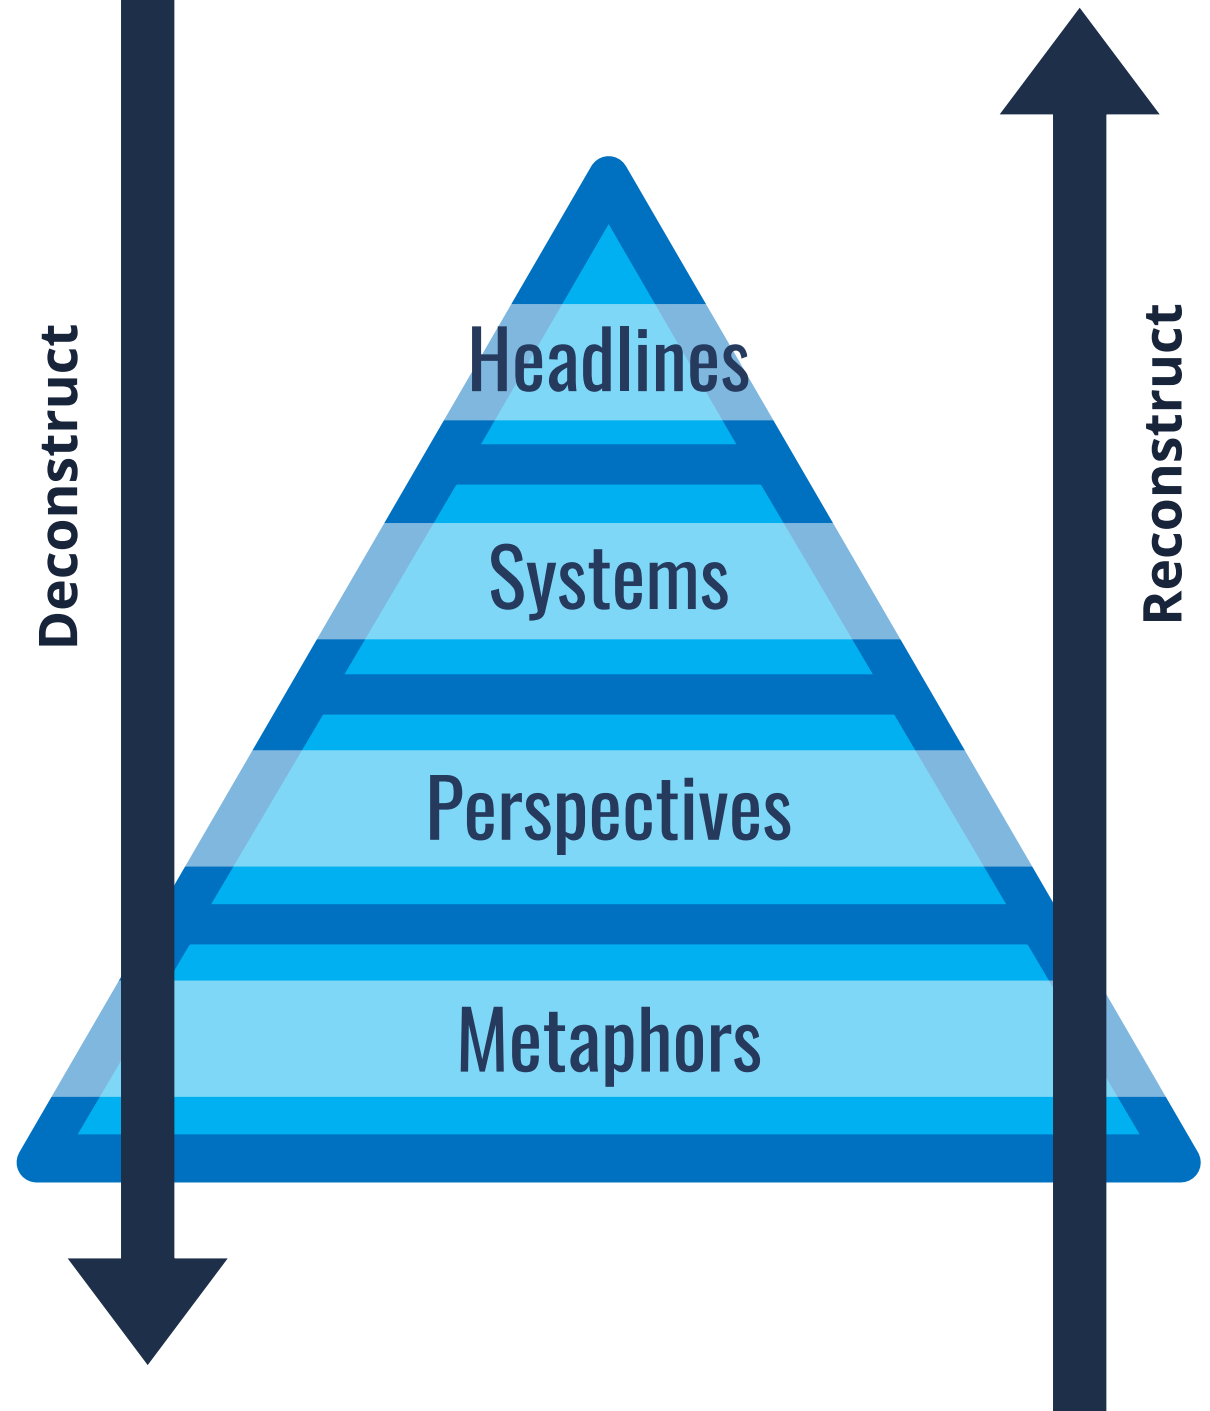 Deconstruct
Reconstruct
Headlines
Systems
Perspectives
Metaphors